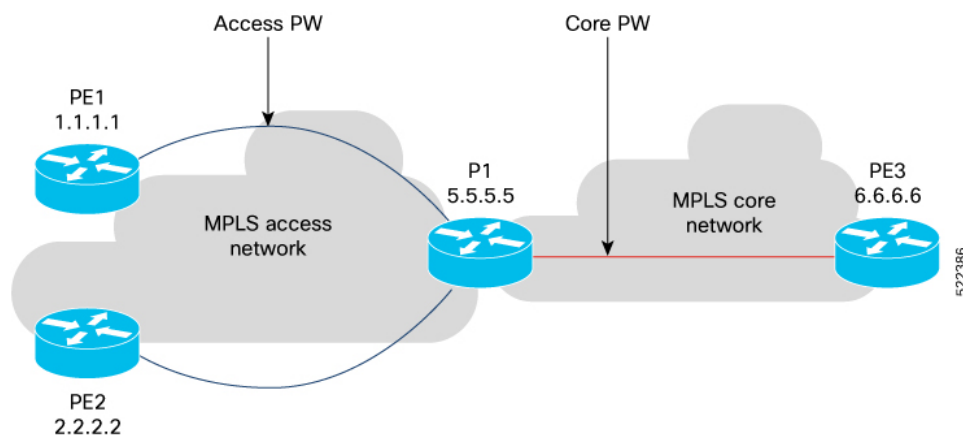 Access PW
Core PW
PE1
1.1.1.1
P1
5.5.5.5
PE3
6.6.6.6
MPLS access
network
MPLS core
network
PE2
2.2.2.2
522386